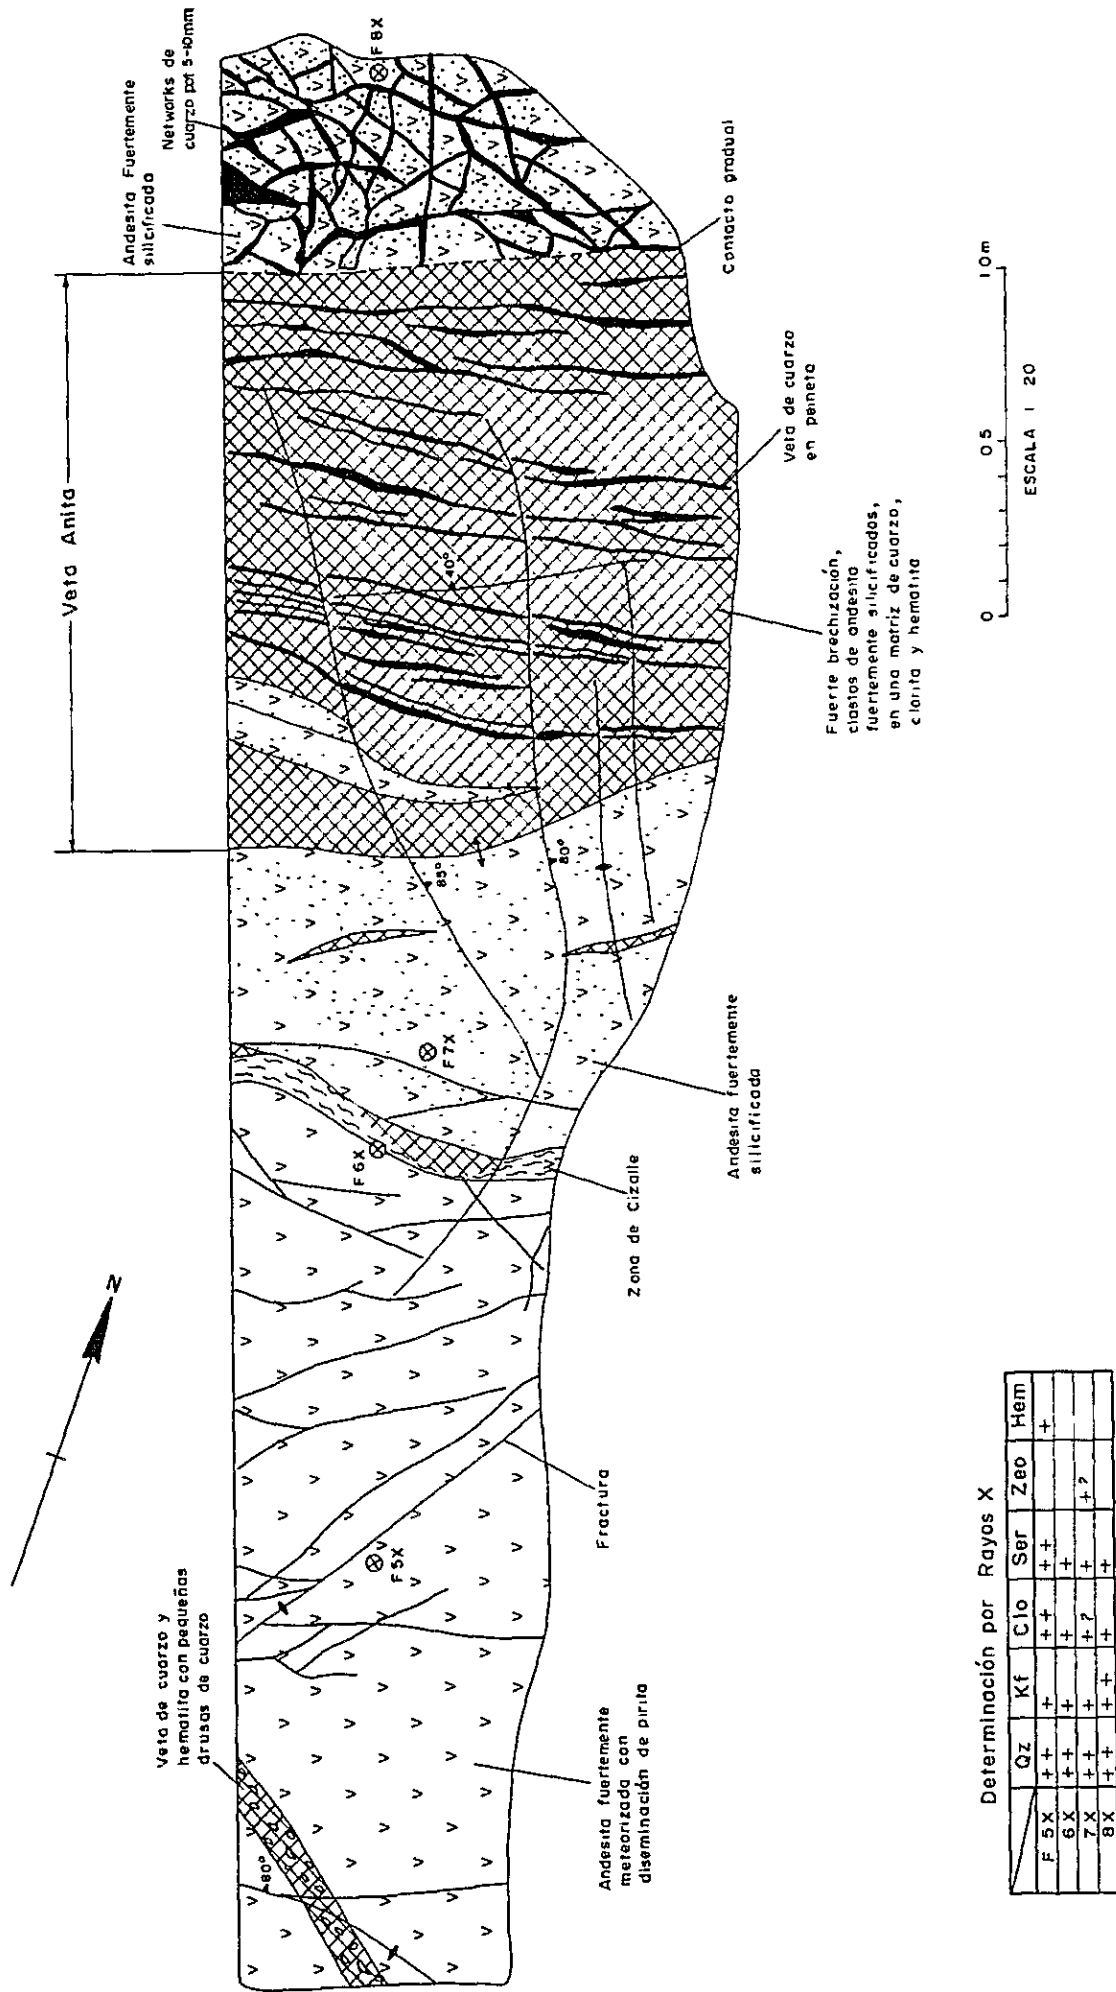 Veta de cuarzo y
hematita con pequeñas
drusas de cuarzo
N
Veta Anita
Andesita Fuertemente
silicificada
Networks de
cuarzo pot 5-10mm
80°
F5X
F6X
F7X
85°
80°
40°
F8X
Andesita fuertemente
meteorizada con
diseminación de pirita
Fractura
Zona de Cizalle
Andesita fuertemente
silicificada
Fuerte brechización,
clastos de andesita
fuertemente silicificados,
en una matriz de cuarzo,
clorita y hematita
Veta de cuarzo
en peineta
Contacto gradual
0 0.5 1.0m
ESCALA 1 20
Determinación por Rayos X
Qz Kf Clo Ser Zeo Hem
F 5X ++ + ++ ++ +
6X ++ + + +
7X ++ + +? + +?
8X ++ ++ + +